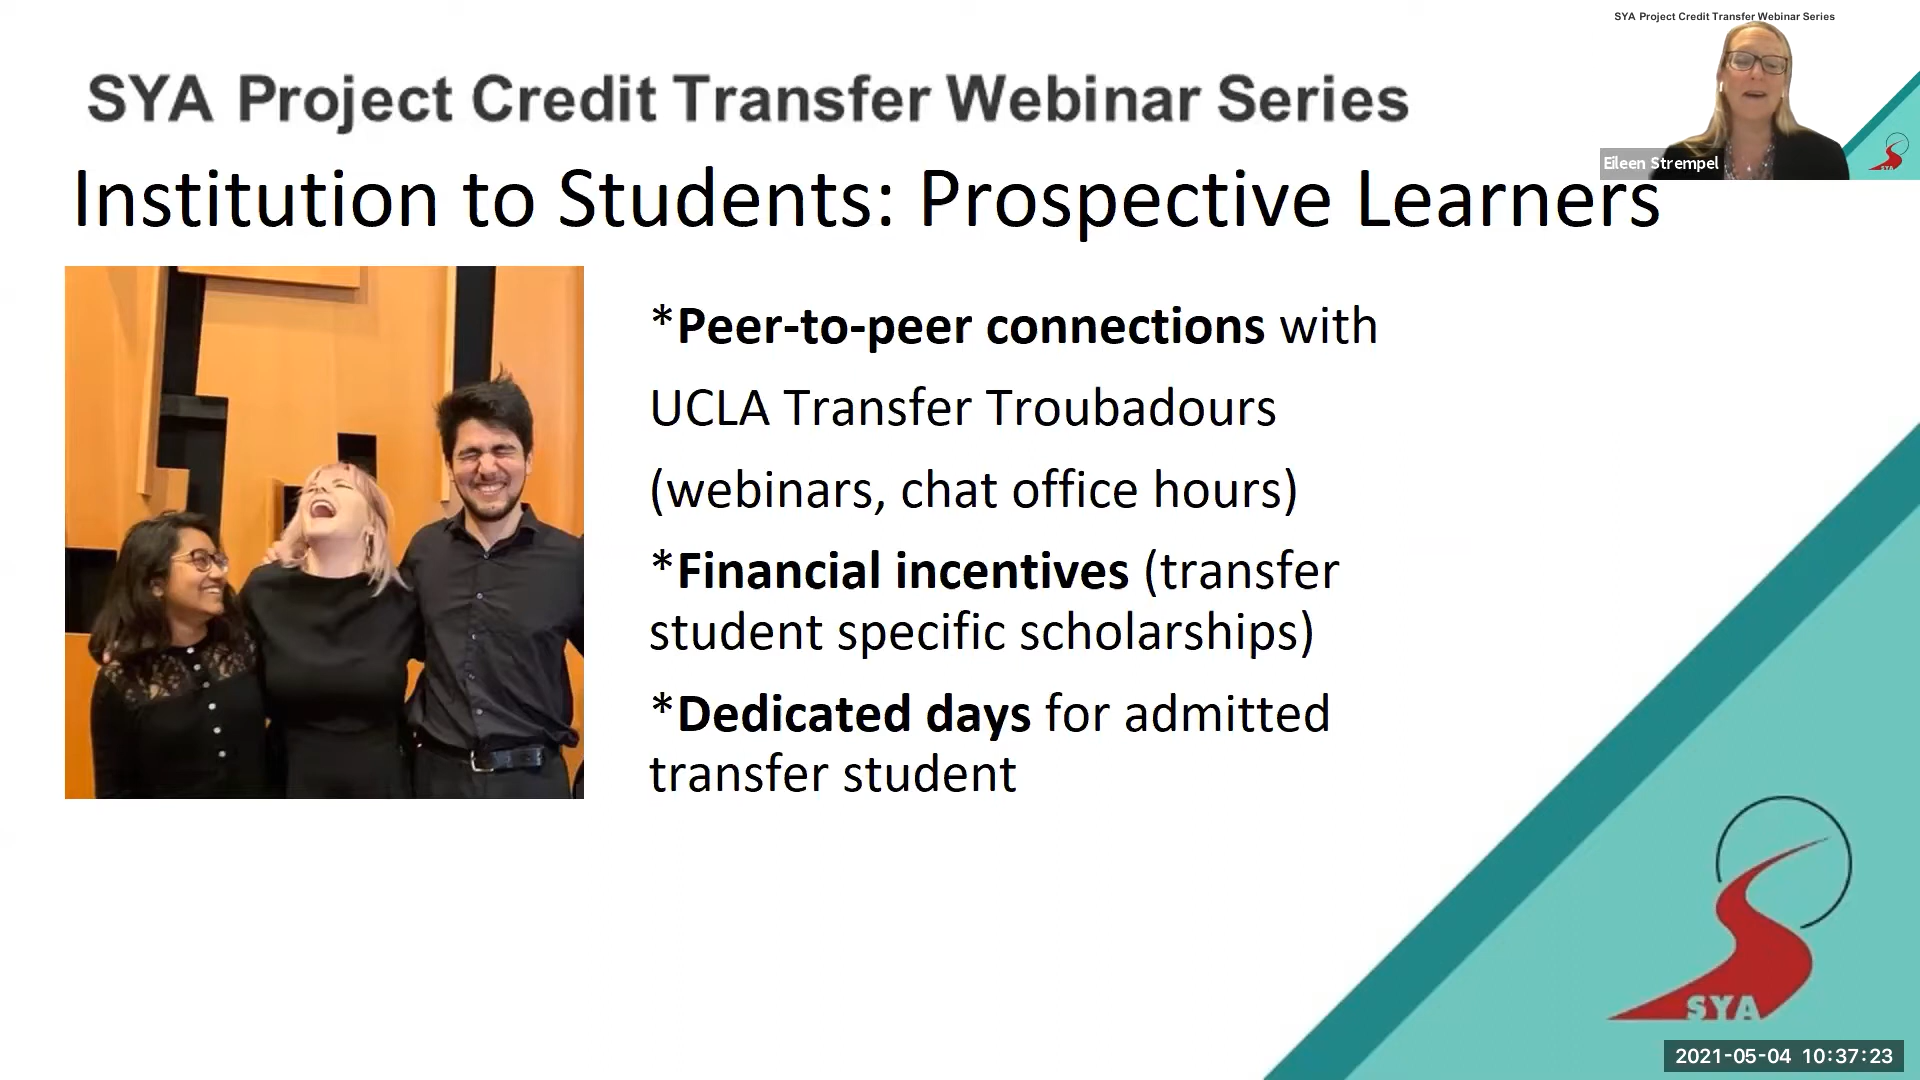 SYA Project Credit Transfer Webinar Series
SYA Project Credit Transfer Webinar Series
Eileen Strempel
SYA
Institution to Students: Prospective Learners
*Peer-to-peer connections with
UCLA Transfer Troubadours
(webinars, chat office hours)
*Financial incentives (transfer
student specific scholarships)
*Dedicated days for admitted
transfer student
SYA
2021-05-04 10:37:23